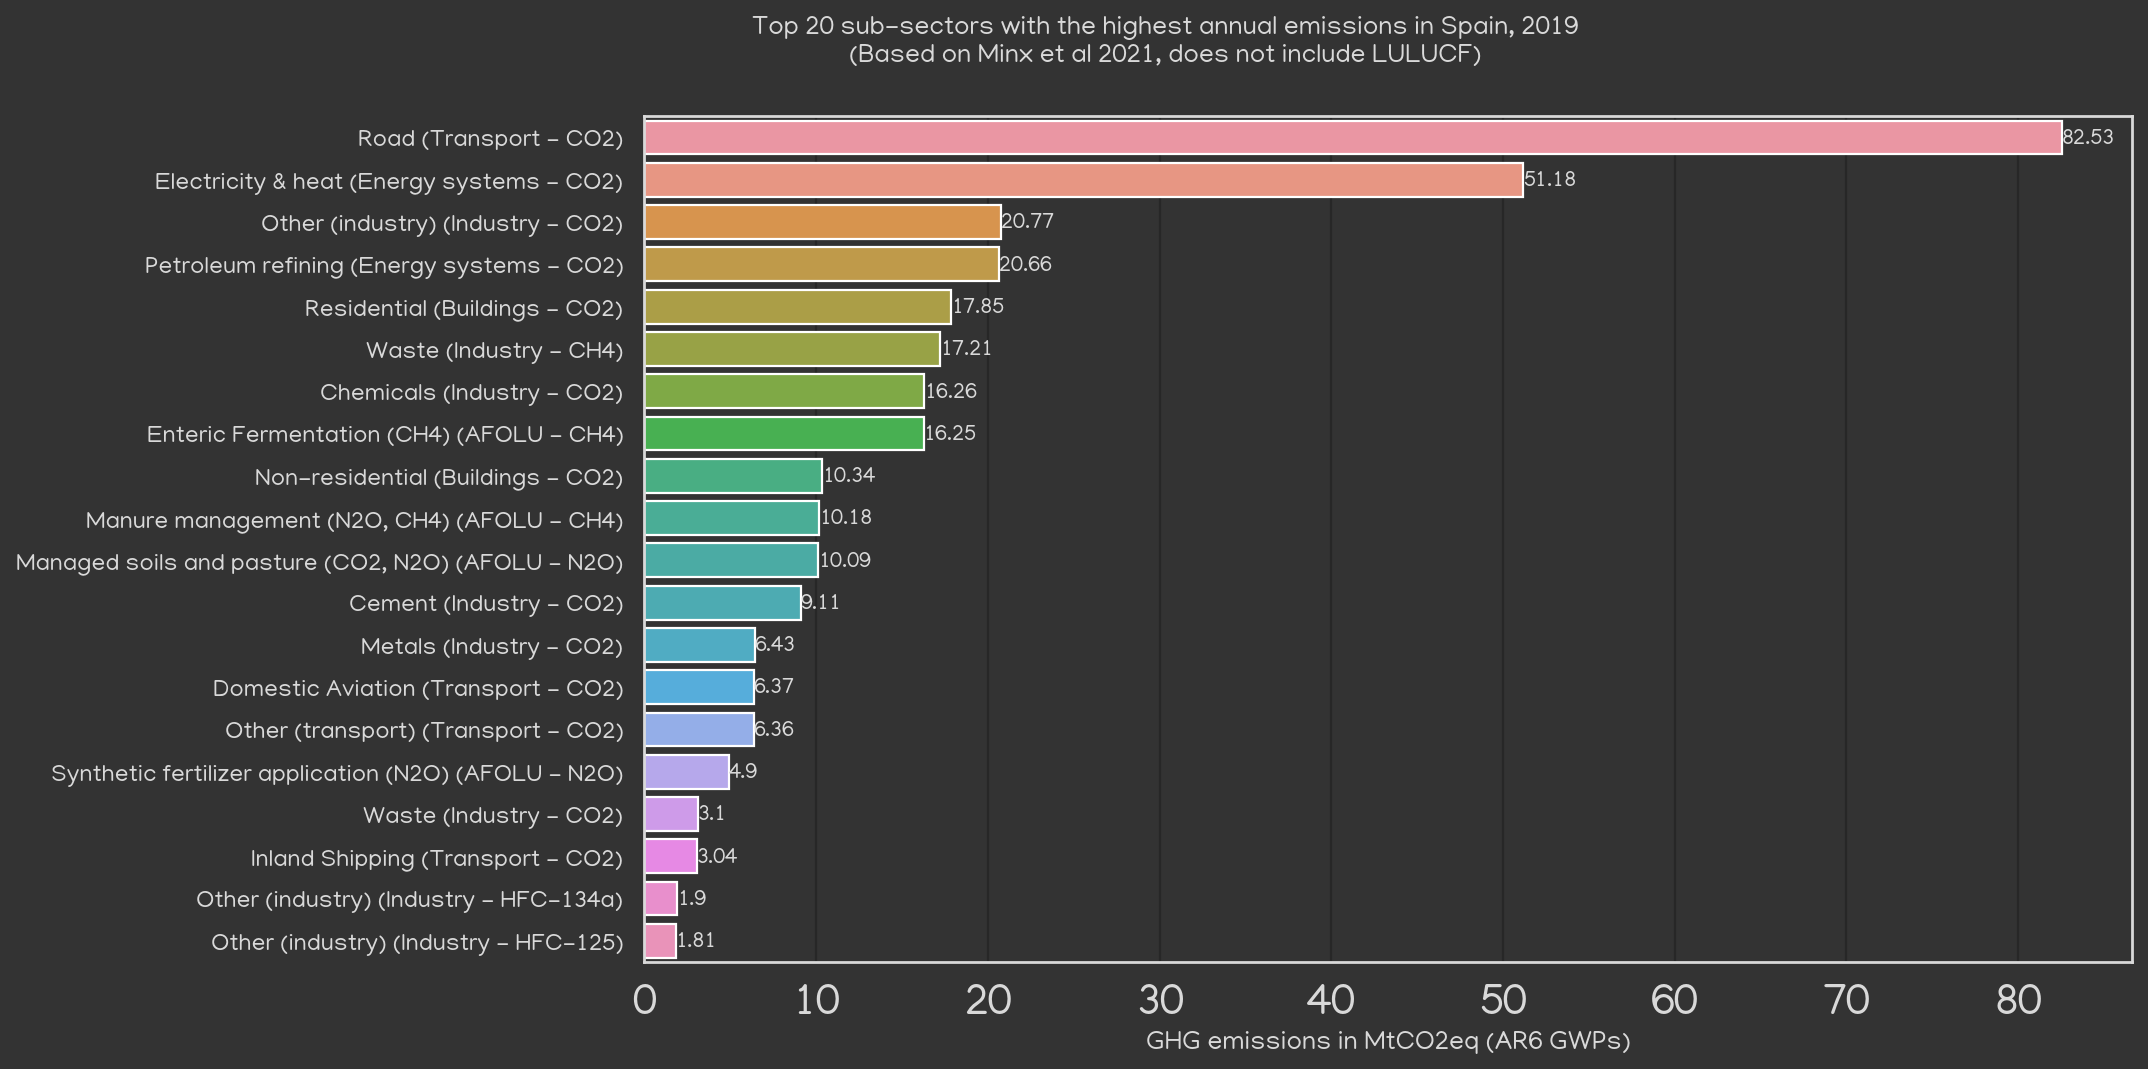 Top 20 sub-sectors with the highest annual emissions in Spain, 2019
(Based on Minx et al 2021, does not include LULUCF)
Road (Transport - CO2) 82.53
Electricity & heat (Energy systems - CO2) 51.18
Other (industry) (Industry - CO2) 20.77
Petroleum refining (Energy systems - CO2) 20.66
Residential (Buildings - CO2) 17.85
Waste (Industry - CH4) 17.21
Chemicals (Industry - CO2) 16.26
Enteric Fermentation (CH4) (AFOLU - CH4) 16.25
Non-residential (Buildings - CO2) 10.34
Manure management (N2O, CH4) (AFOLU - CH4) 10.18
Managed soils and pasture (CO2, N2O) (AFOLU - N2O) 10.09
Cement (Industry - CO2) 9.11
Metals (Industry - CO2) 6.43
Domestic Aviation (Transport - CO2) 6.37
Other (transport) (Transport - CO2) 6.36
Synthetic fertilizer application (N2O) (AFOLU - N2O) 4.9
Waste (Industry - CO2) 3.1
Inland Shipping (Transport - CO2) 3.04
Other (industry) (Industry - HFC-134a) 1.9
Other (industry) (Industry - HFC-125) 1.81
0 10 20 30 40 50 60 70 80
GHG emissions in MtCO2eq (AR6 GWPs)